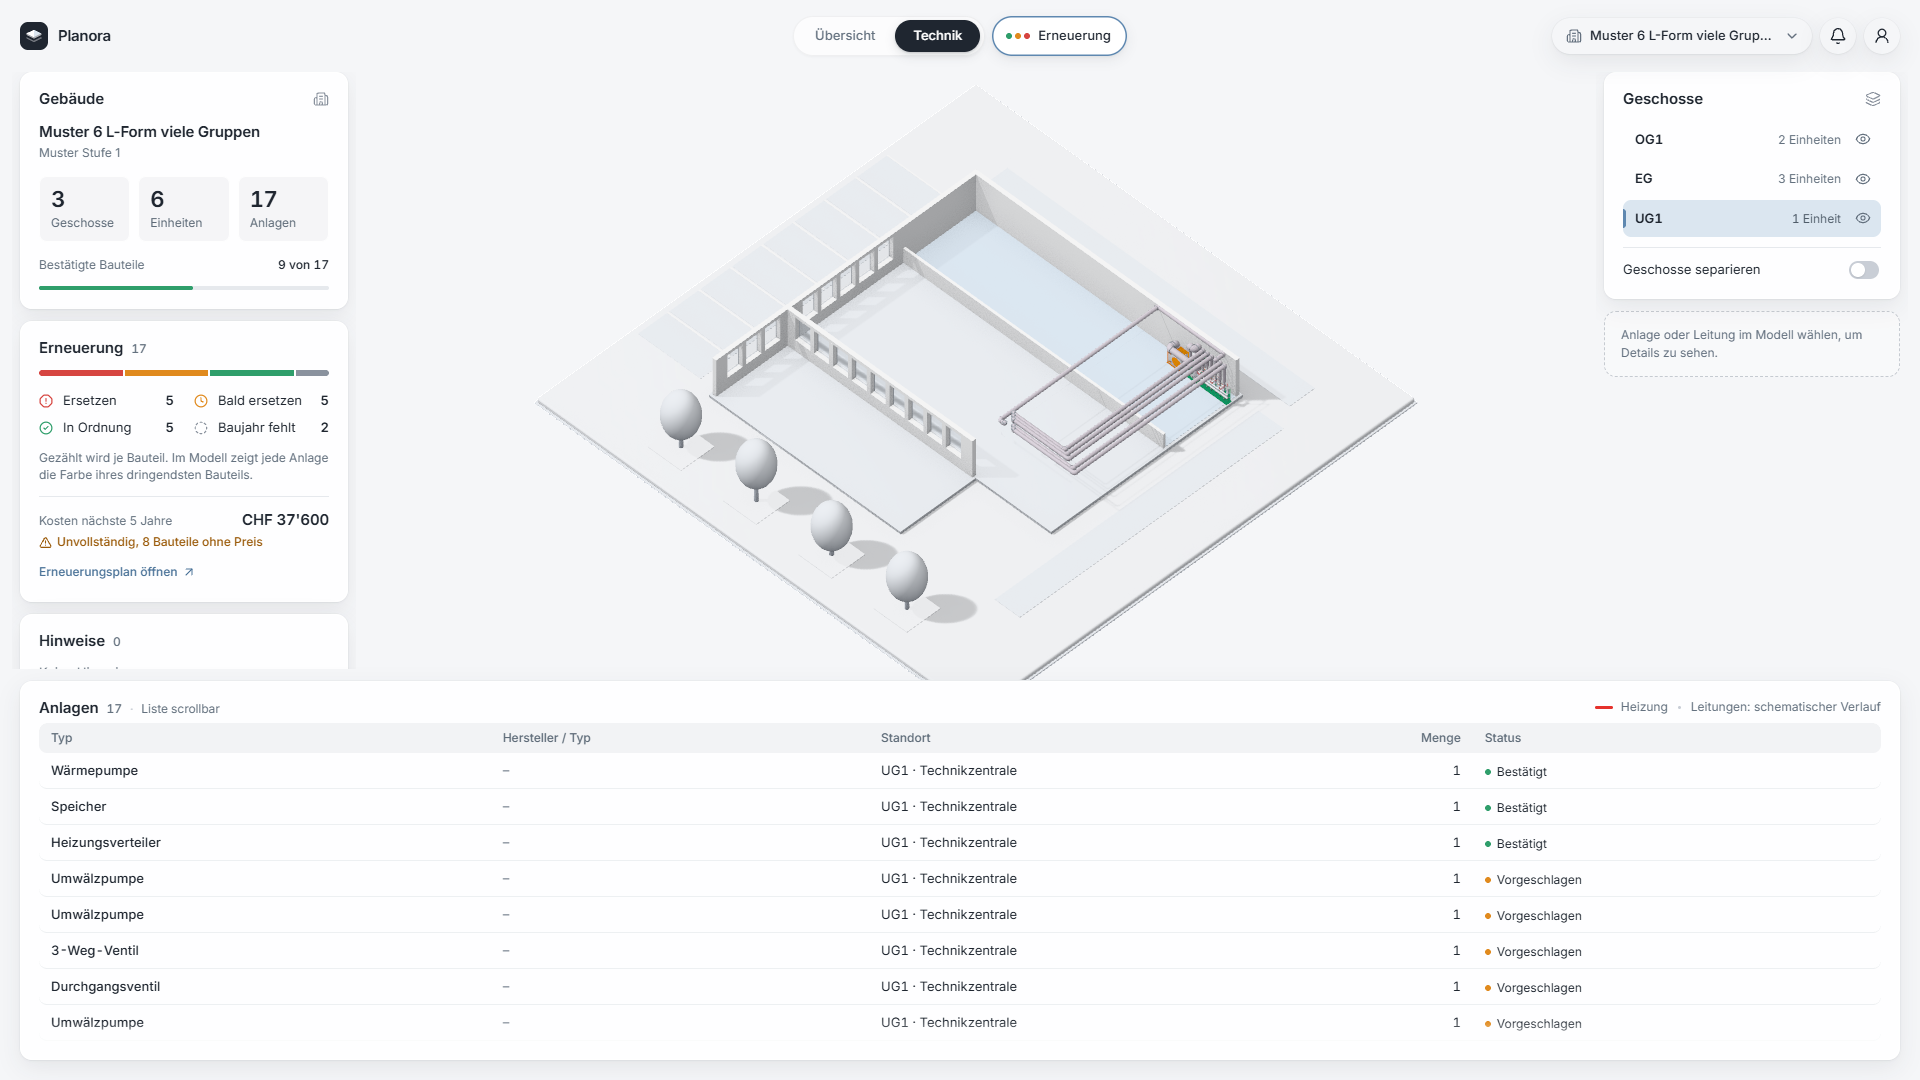 Planora
Übersicht
Technik
Erneuerung
Muster 6 L-Form viele Grup...
Gebäude
Muster 6 L-Form viele Gruppen
Muster Stufe 1
3 Geschosse
6 Einheiten
17 Anlagen
Bestätigte Bauteile 9 von 17
Erneuerung 17
Ersetzen 5 Bald ersetzen 5
In Ordnung 5 Baujahr fehlt 2
Gezählt wird je Bauteil. Im Modell zeigt jede Anlage
die Farbe ihres dringendsten Bauteils.
Kosten nächste 5 Jahre CHF 37'600
Unvollständig, 8 Bauteile ohne Preis
Erneuerungsplan öffnen
Hinweise 0
Geschosse
OG1 2 Einheiten
EG 3 Einheiten
UG1 1 Einheit
Geschosse separieren
Anlage oder Leitung im Modell wählen, um
Details zu sehen.
Anlagen 17 · Liste scrollbar
Heizung · Leitungen: schematischer Verlauf
Typ Hersteller / Typ Standort Menge Status
Wärmepumpe – UG1 · Technikzentrale 1 Bestätigt
Speicher – UG1 · Technikzentrale 1 Bestätigt
Heizungsverteiler – UG1 · Technikzentrale 1 Bestätigt
Umwälzpumpe – UG1 · Technikzentrale 1 Vorgeschlagen
Umwälzpumpe – UG1 · Technikzentrale 1 Vorgeschlagen
3-Weg-Ventil – UG1 · Technikzentrale 1 Vorgeschlagen
Durchgangsventil – UG1 · Technikzentrale 1 Vorgeschlagen
Umwälzpumpe – UG1 · Technikzentrale 1 Vorgeschlagen